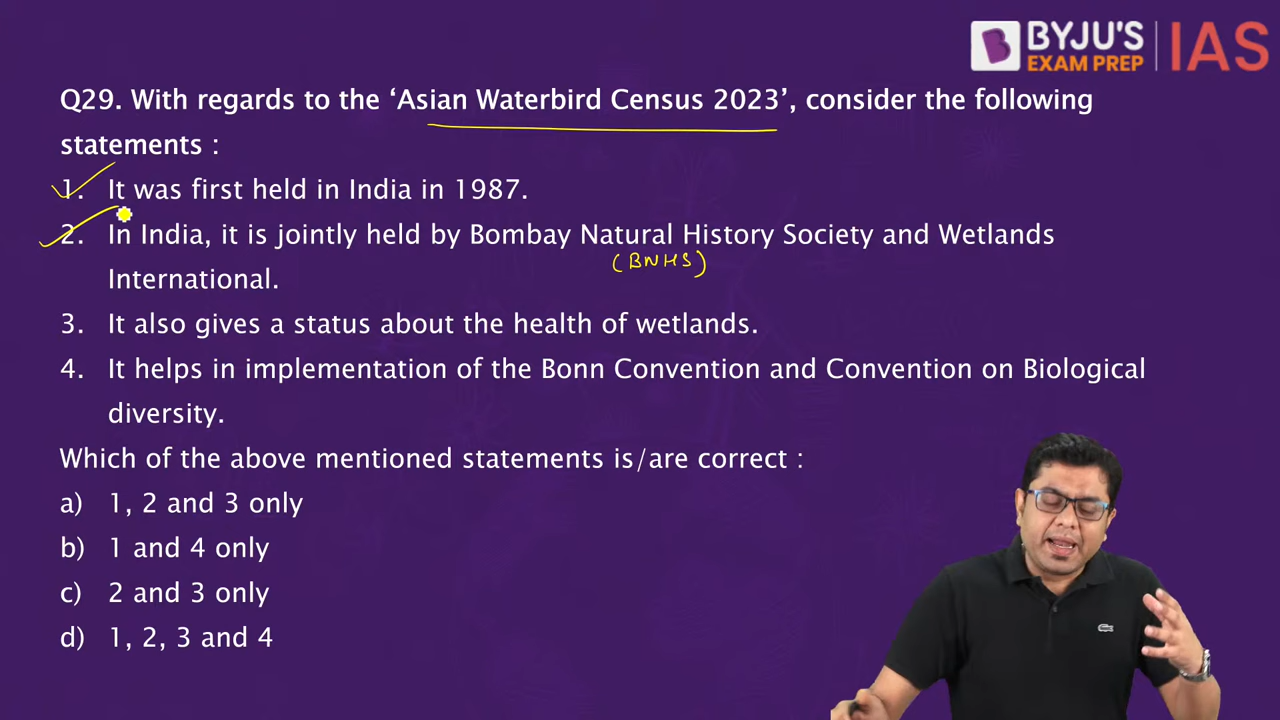 BYJU'S
EXAM PREP
IAS
Q29. With regards to the ‘Asian Waterbird Census 2023’, consider the following
statements :
1. It was first held in India in 1987.
2. In India, it is jointly held by Bombay Natural History Society and Wetlands
(BNHS)
International.
3. It also gives a status about the health of wetlands.
4. It helps in implementation of the Bonn Convention and Convention on Biological
diversity.
Which of the above mentioned statements is/are correct :
a) 1, 2 and 3 only
b) 1 and 4 only
c) 2 and 3 only
d) 1, 2, 3 and 4